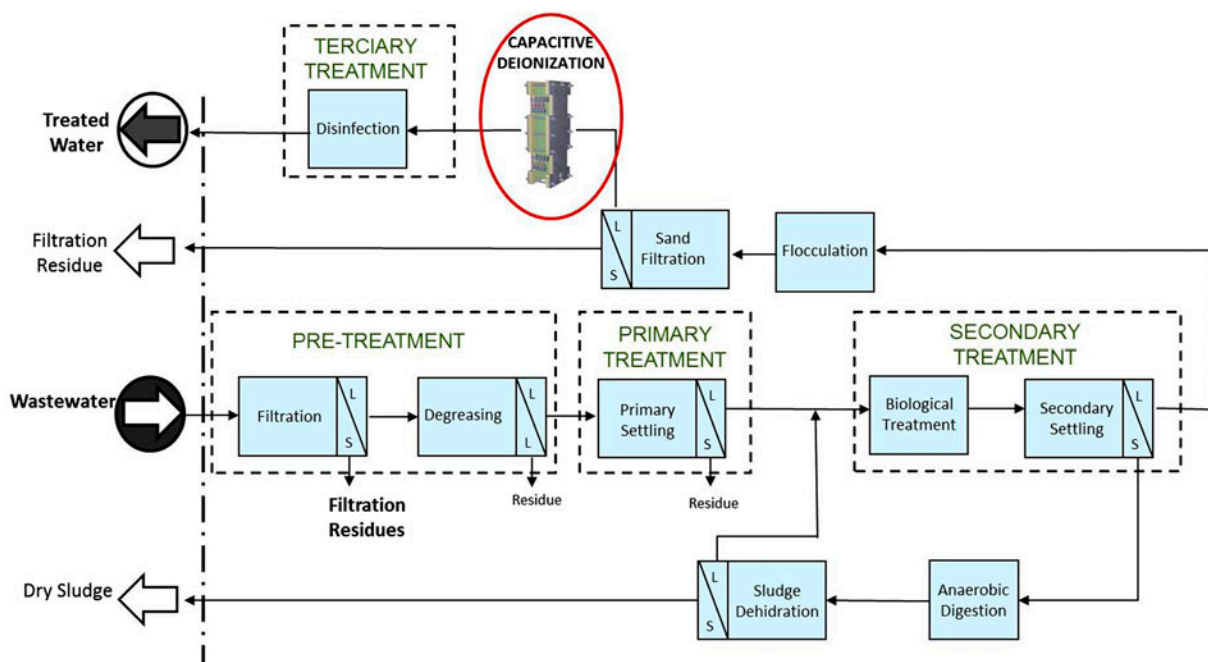 TERCIARY
TREATMENT
CAPACITIVE
DEIONIZATION
Treated
Water
Disinfection
Filtration
Residue
L
S
Sand
Filtration
Flocculation
PRE-TREATMENT
PRIMARY
TREATMENT
SECONDARY
TREATMENT
Wastewater
Filtration
L
S
Degreasing
L
L
Primary
Settling
L
S
Biological
Treatment
Secondary
Settling
L
S
Filtration
Residues
Residue
Residue
Dry Sludge
L
S
Sludge
Dehidration
Anaerobic
Digestion